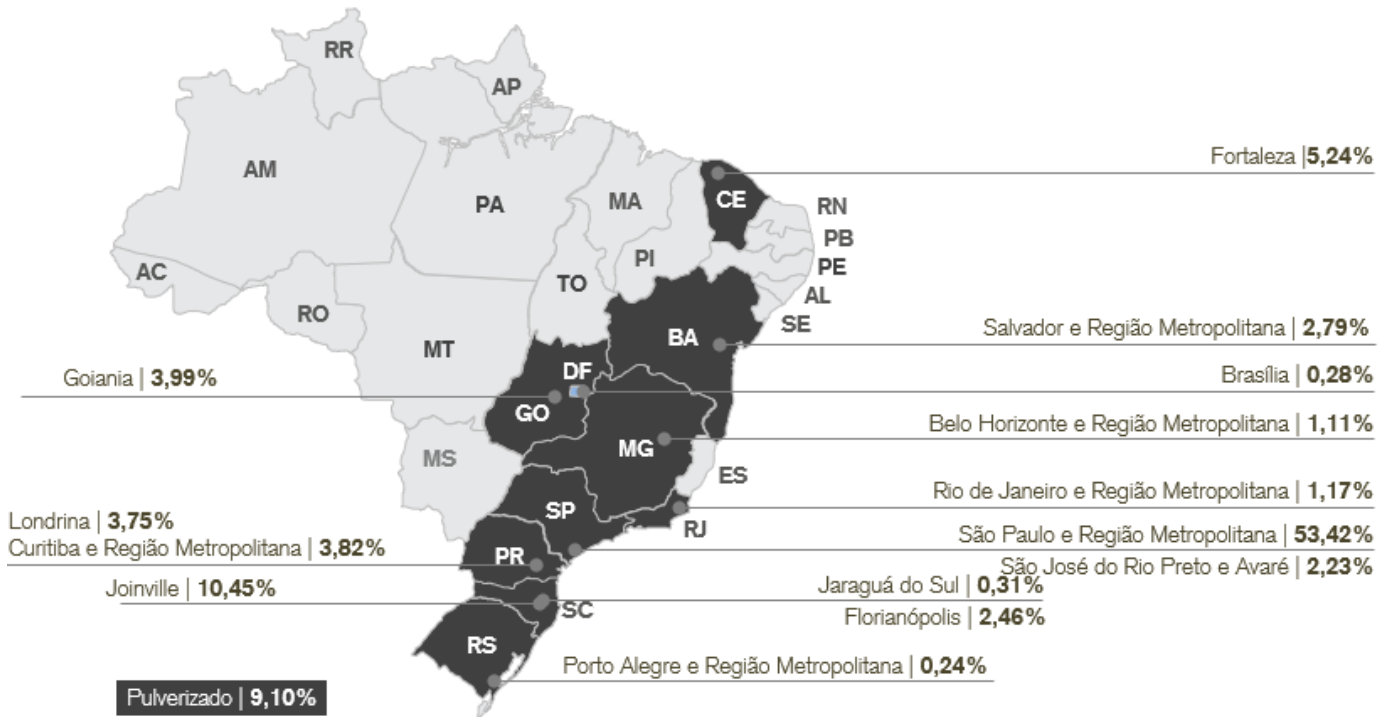 RR
AP
AM
PA
MA
CE
Fortaleza |5,24%
RN
PB
PE
AL
SE
PI
AC
TO
RO
MT
BA
Salvador e Região Metropolitana | 2,79%
Goiania | 3,99%
DF
Brasília | 0,28%
GO
Belo Horizonte e Região Metropolitana | 1,11%
MG
MS
ES
Rio de Janeiro e Região Metropolitana | 1,17%
SP
RJ
Londrina | 3,75%
São Paulo e Região Metropolitana | 53,42%
Curitiba e Região Metropolitana | 3,82%
PR
São José do Rio Preto e Avaré | 2,23%
Joinville | 10,45%
Jaraguá do Sul | 0,31%
SC
Florianópolis | 2,46%
RS
Porto Alegre e Região Metropolitana | 0,24%
Pulverizado | 9,10%